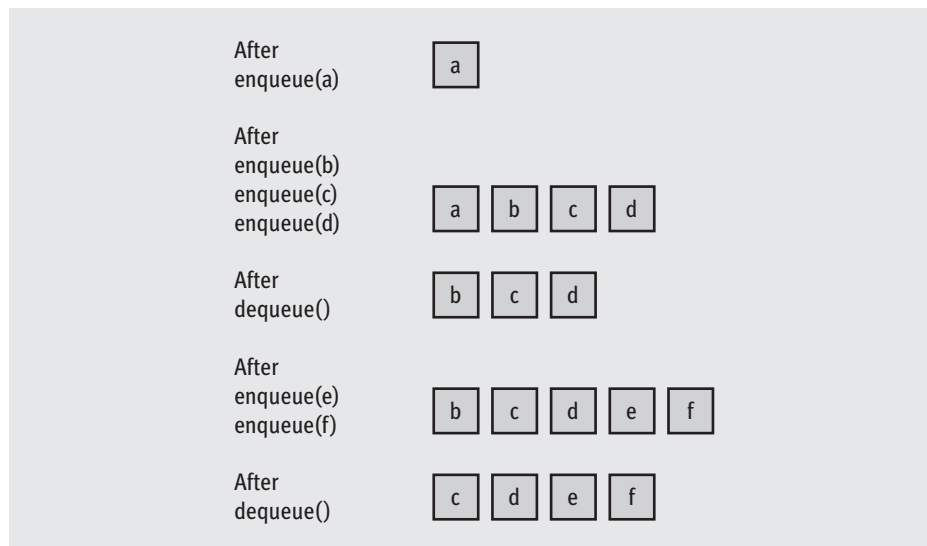 After
enqueue(a)
a
After
enqueue(b)
enqueue(c)
enqueue(d)
a b c d
After
dequeue()
b c d
After
enqueue(e)
enqueue(f)
b c d e f
After
dequeue()
c d e f